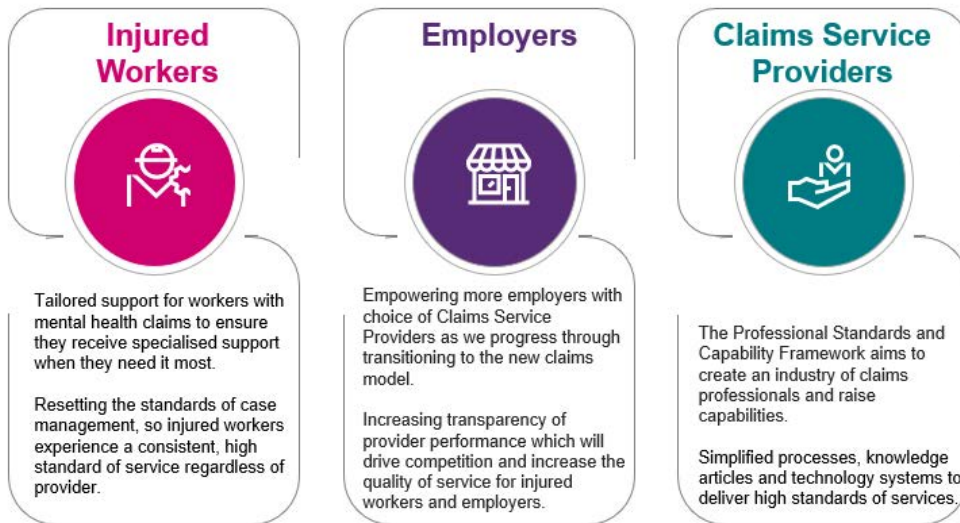 Injured
Workers
Tailored support for workers with
mental health claims to ensure
they receive specialised support
when they need it most.
Resetting the standards of case
management, so injured workers
experience a consistent, high
standard of service regardless of
provider.
Employers
Empowering more employers with
choice of Claims Service
Providers as we progress through
transitioning to the new claims
model.
Increasing transparency of
provider performance which will
drive competition and increase the
quality of service for injured
workers and employers.
Claims Service
Providers
The Professional Standards and
Capability Framework aims to
create an industry of claims
professionals and raise
capabilities.
Simplified processes, knowledge
articles and technology systems to
deliver high standards of services.